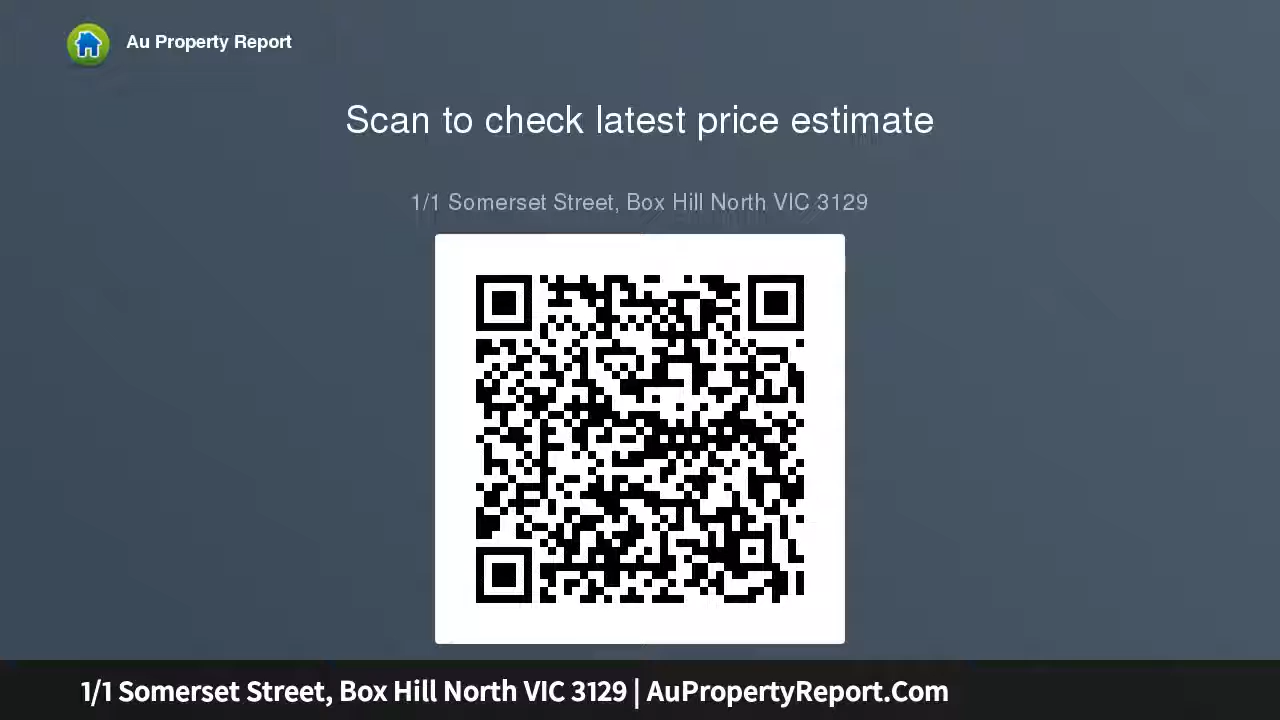 Au Property Report
Scan to check latest price estimate
1/1 Somerset Street, Box Hill North VIC 3129
1/1 Somerset Street, Box Hill North VIC 3129 | AuPropertyReport.Com